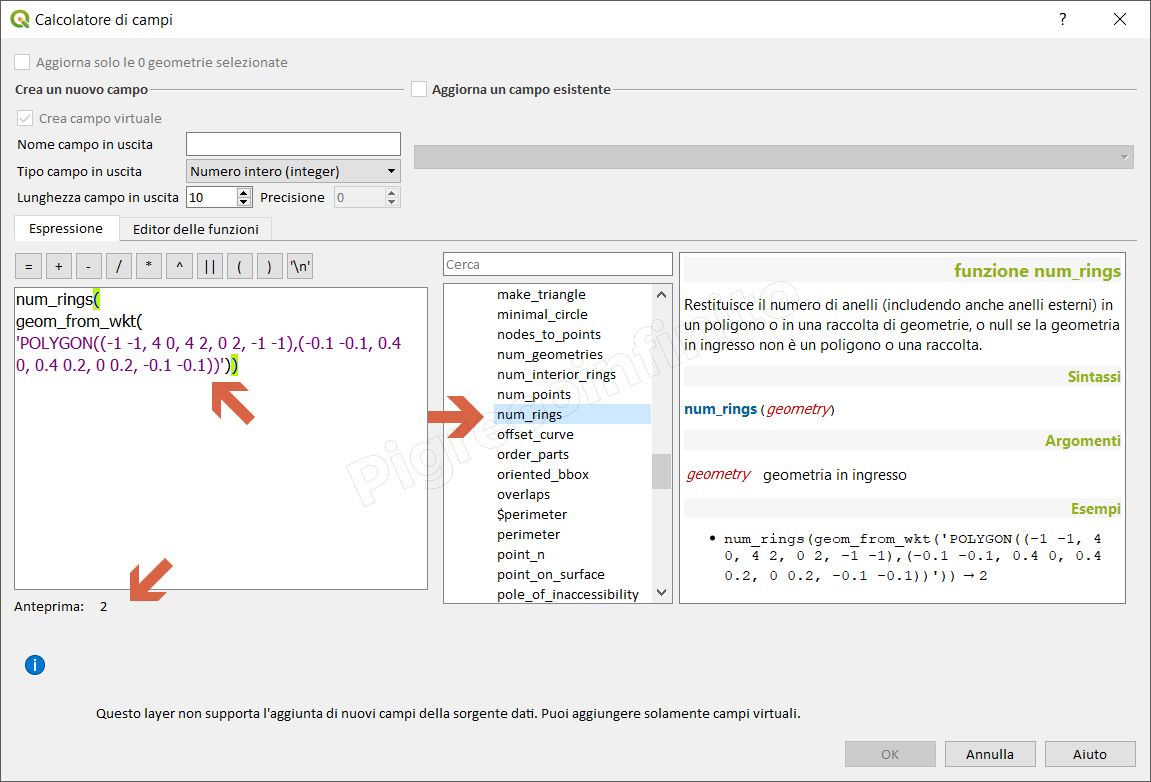 Calcolatore di campi
?
Aggiorna solo le 0 geometrie selezionate
Crea un nuovo campo
Aggiorna un campo esistente
Crea campo virtuale
Nome campo in uscita
Tipo campo in uscita
Numero intero (integer)
Lunghezza campo in uscita
10
Precisione
0
Espressione
Editor delle funzioni
=
+
-
/
*
^
||
(
)
'\n'
num_rings(
geom_from_wkt(
'POLYGON((-1 -1, 4 0, 4 2, 0 2, -1 -1),(-0.1 -0.1, 0.4
0, 0.4 0.2, 0 0.2, -0.1 -0.1))'))
Anteprima:
2
Cerca
make_triangle
minimal_circle
nodes_to_points
num_geometries
num_interior_rings
num_points
num_rings
offset_curve
order_parts
oriented_bbox
overlaps
$perimeter
perimeter
point_n
point_on_surface
pole_of_inaccessibility
funzione num_rings
Restituisce il numero di anelli (includendo anche anelli esterni) in
un poligono o in una raccolta di geometrie, o null se la geometria
in ingresso non è un poligono o una raccolta.
Sintassi
num_rings (geometry)
Argomenti
geometry geometria in ingresso
Esempi
• num_rings(geom_from_wkt('POLYGON((-1 -1, 4
0, 4 2, 0 2, -1 -1),(-0.1 -0.1, 0.4 0, 0.4
0.2, 0 0.2, -0.1 -0.1))')) → 2
Pigrecoinfinito
i
Questo layer non supporta l'aggiunta di nuovi campi della sorgente dati. Puoi aggiungere solamente campi virtuali.
OK
Annulla
Aiuto